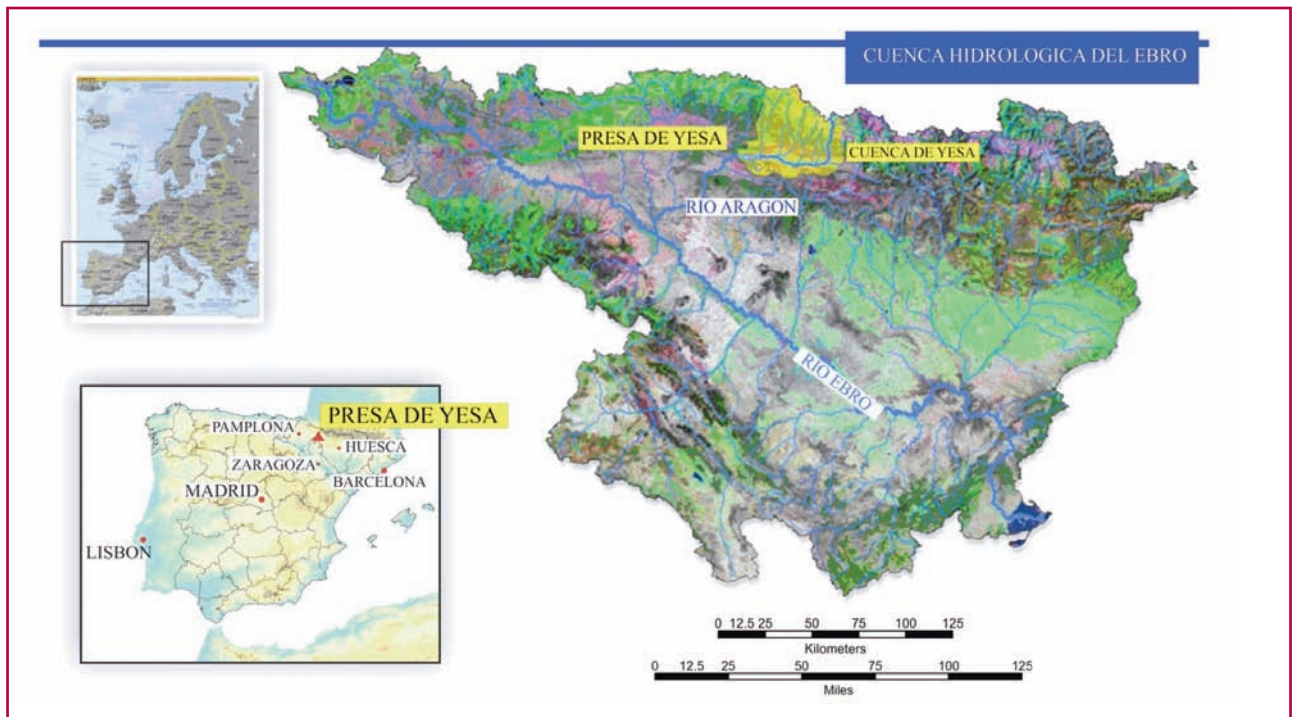 CUENCA HIDROLOGICA DEL EBRO
PRESA DE YESA
CUENCA DE YESA
RIO ARAGON
RIO EBRO
PRESA DE YESA
PAMPLONA
HUESCA
ZARAGOZA
BARCELONA
MADRID
LISBON
0 12.5 25 50 75 100 125
Kilometers
0 12.5 25 50 75 100 125
Miles